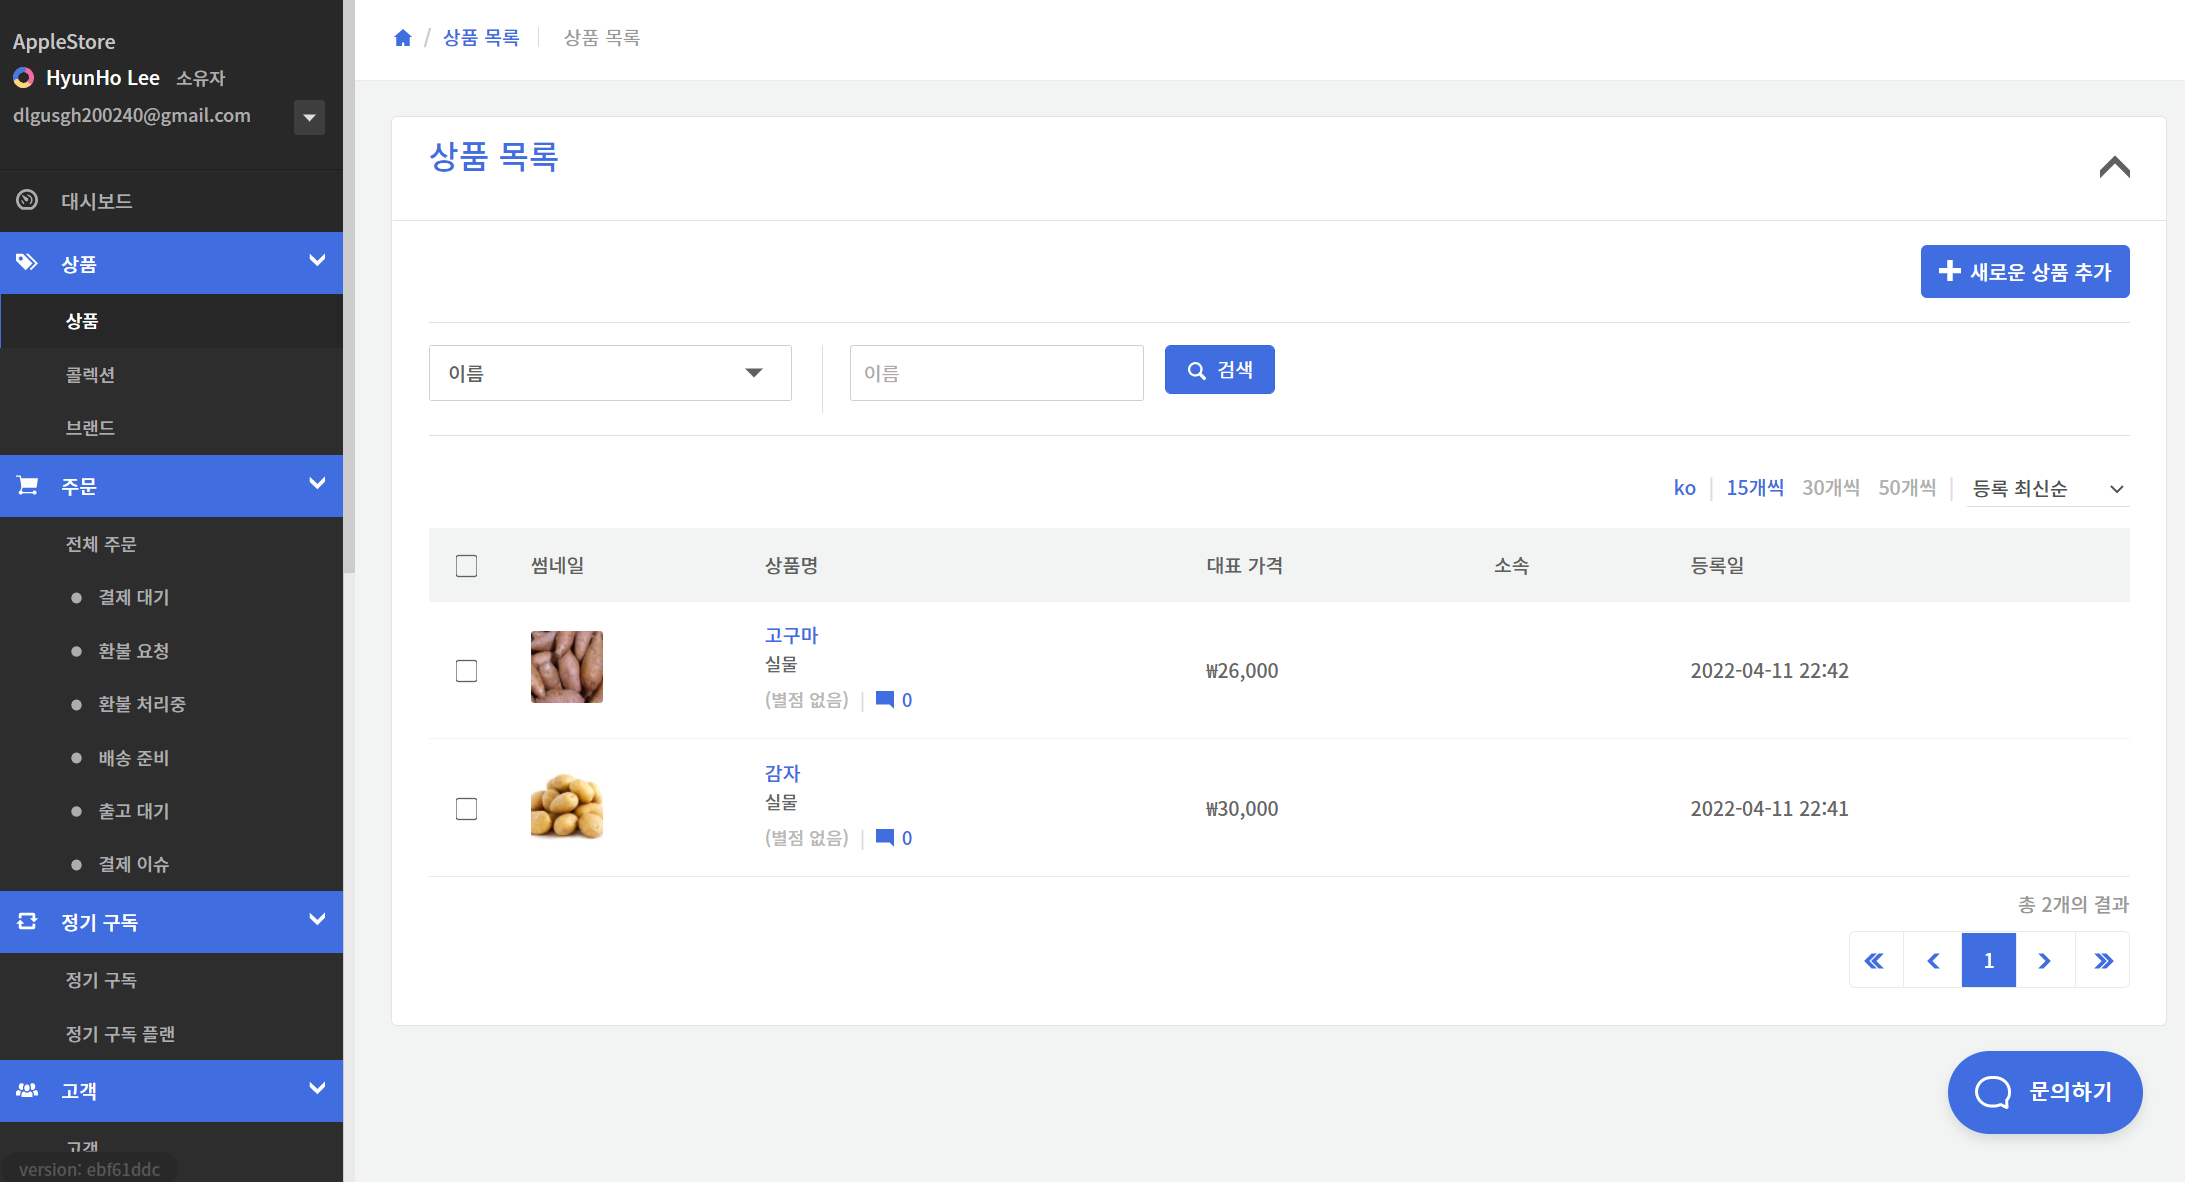 AppleStore
HyunHo Lee 소유자
dlgusgh200240@gmail.com
대시보드
상품
상품
콜렉션
브랜드
주문
전체 주문
결제 대기
환불 요청
환불 처리중
배송 준비
출고 대기
결제 이슈
정기 구독
정기 구독
정기 구독 플랜
고객
고객
version: ebf61ddc
/ 상품 목록 상품 목록
상품 목록
새로운 상품 추가
이름 이름 검색
ko | 15개씩 30개씩 50개씩 | 등록 최신순
썸네일 상품명 대표 가격 소속 등록일
고구마
실물
(별점 없음) | 0
₩26,000 2022-04-11 22:42
감자
실물
(별점 없음) | 0
₩30,000 2022-04-11 22:41
총 2개의 결과
1
문의하기